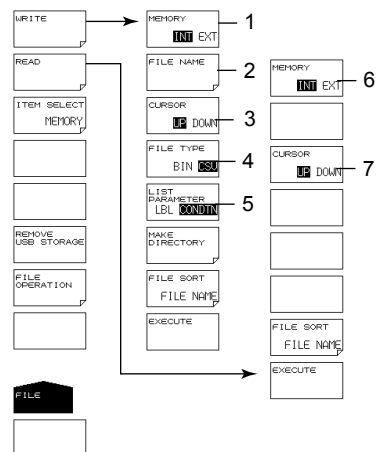 WRITE
READ
ITEM SELECT
MEMORY
REMOVE
USB STORAGE
FILE
OPERATION
FILE
MEMORY
INT EXT
1
FILE NAME
2
CURSOR
UP DOWN
3
FILE TYPE
BIN CSV
4
LIST
PARAMETER
LBL CONDTN
5
MAKE
DIRECTORY
FILE SORT
FILE NAME
EXECUTE
MEMORY
INT EXT
6
CURSOR
UP DOWN
7
FILE SORT
FILE NAME
EXECUTE